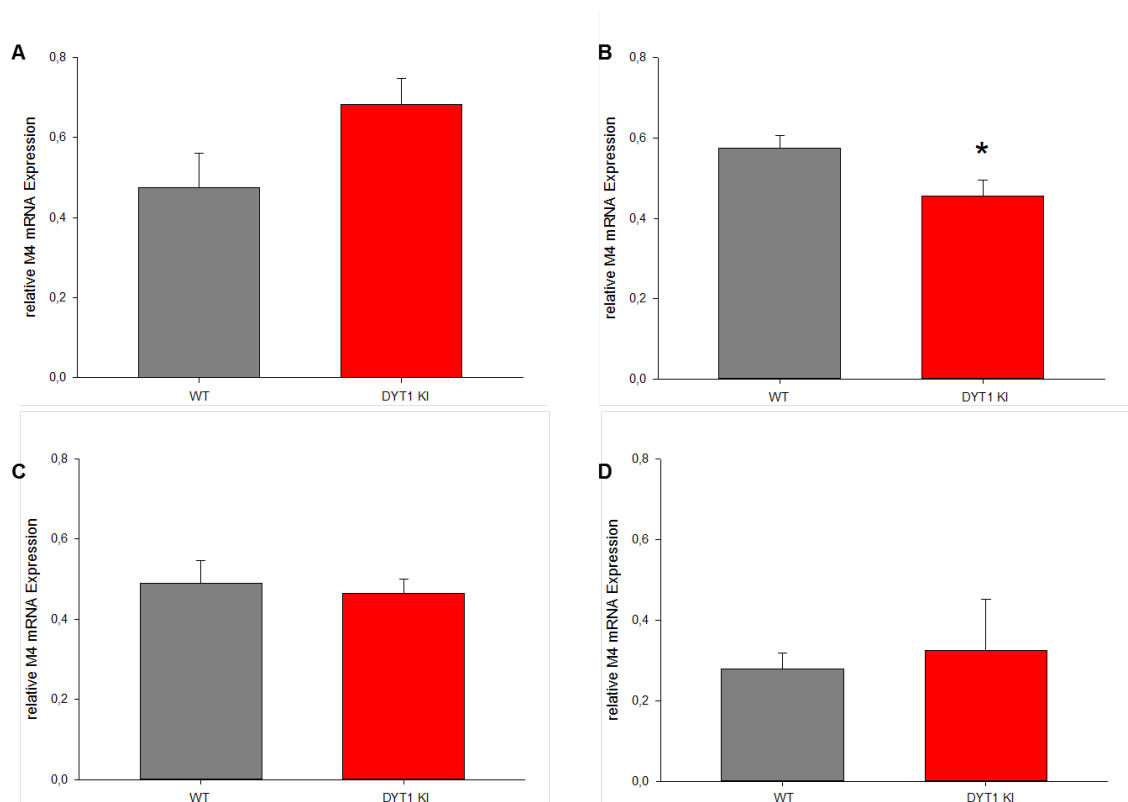 A
relative M4 mRNA Expression
0,8
0,6
0,4
0,2
0,0
WT
DYT1 KI
B
relative M4 mRNA Expression
0,8
0,6
0,4
0,2
0,0
*
WT
DYT1 KI
C
relative M4 mRNA Expression
0,8
0,6
0,4
0,2
0,0
WT
DYT1 KI
D
relative M4 mRNA Expression
0,8
0,6
0,4
0,2
0,0
WT
DYT1 KI